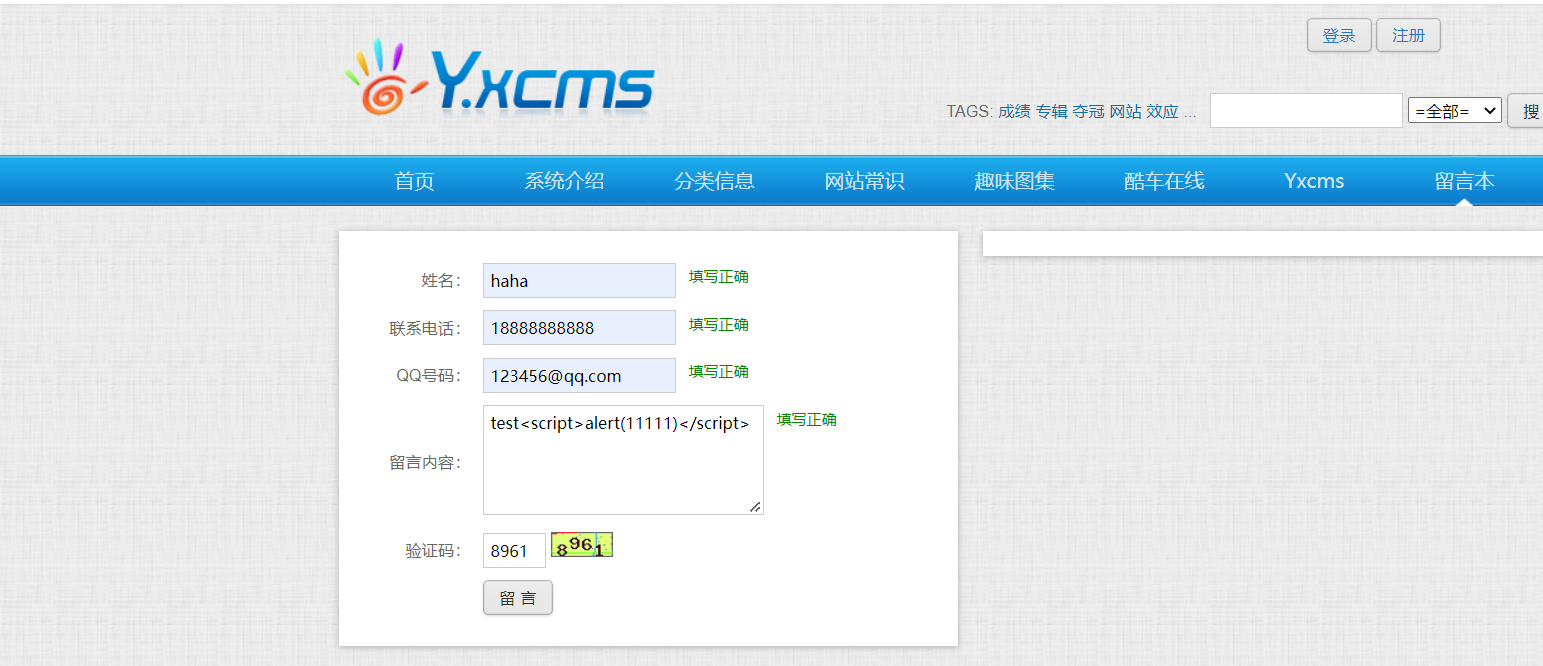 登录 注册
Y.xcms
TAGS: 成绩 专辑 夺冠 网站 效应 ... =全部= 搜
首页 系统介绍 分类信息 网站常识 趣味图集 酷车在线 Yxcms 留言本
姓名： haha 填写正确
联系电话： 18888888888 填写正确
QQ号码： 123456@qq.com 填写正确
留言内容： test<script>alert(11111)</script> 填写正确
验证码： 8961 8961
留 言